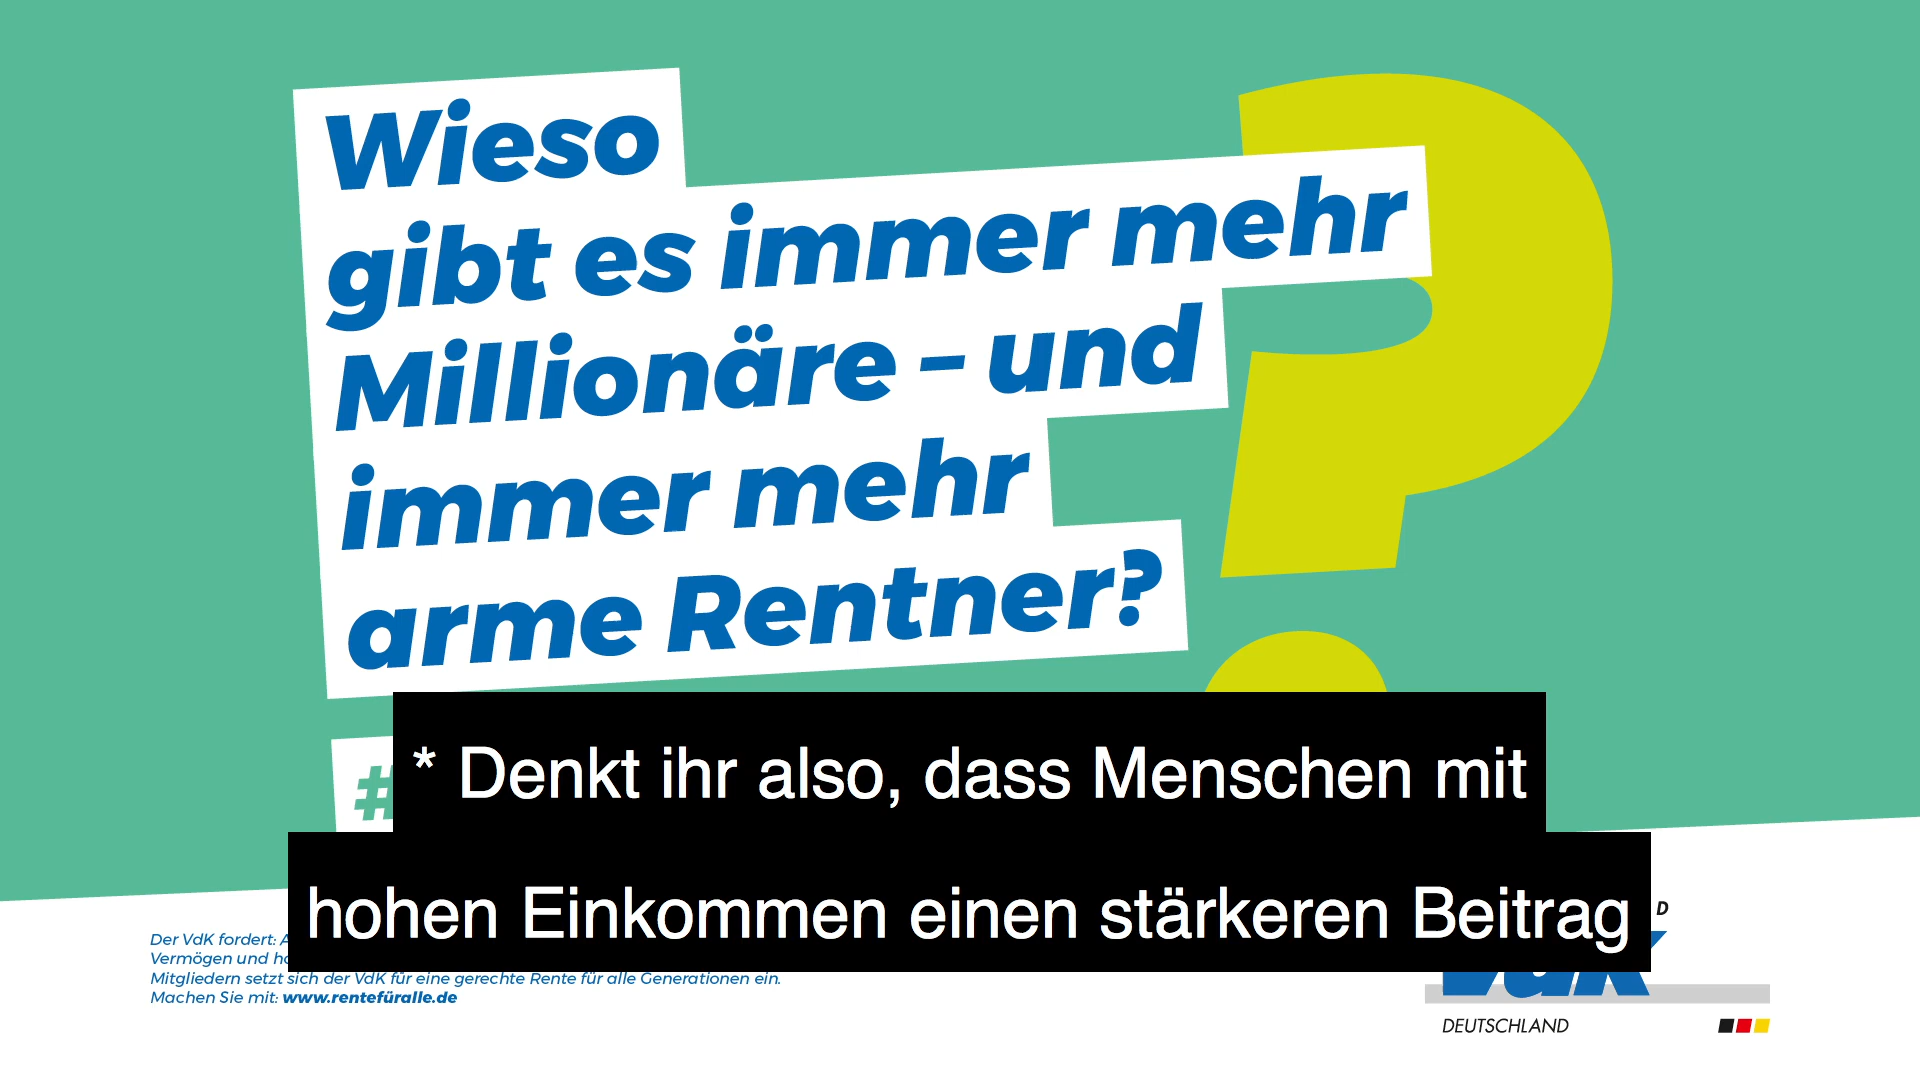 Wieso
gibt es immer mehr
Millionäre – und
immer mehr
arme Rentner?
#
* Denkt ihr also, dass Menschen mit
hohen Einkommen einen stärkeren Beitrag
D
Der VdK fordert:
Vermögen und
Mitgliedern setzt sich der VdK für eine gerechte Rente für alle Generationen ein.
Machen Sie mit: www.rentefüralle.de
VdK
DEUTSCHLAND